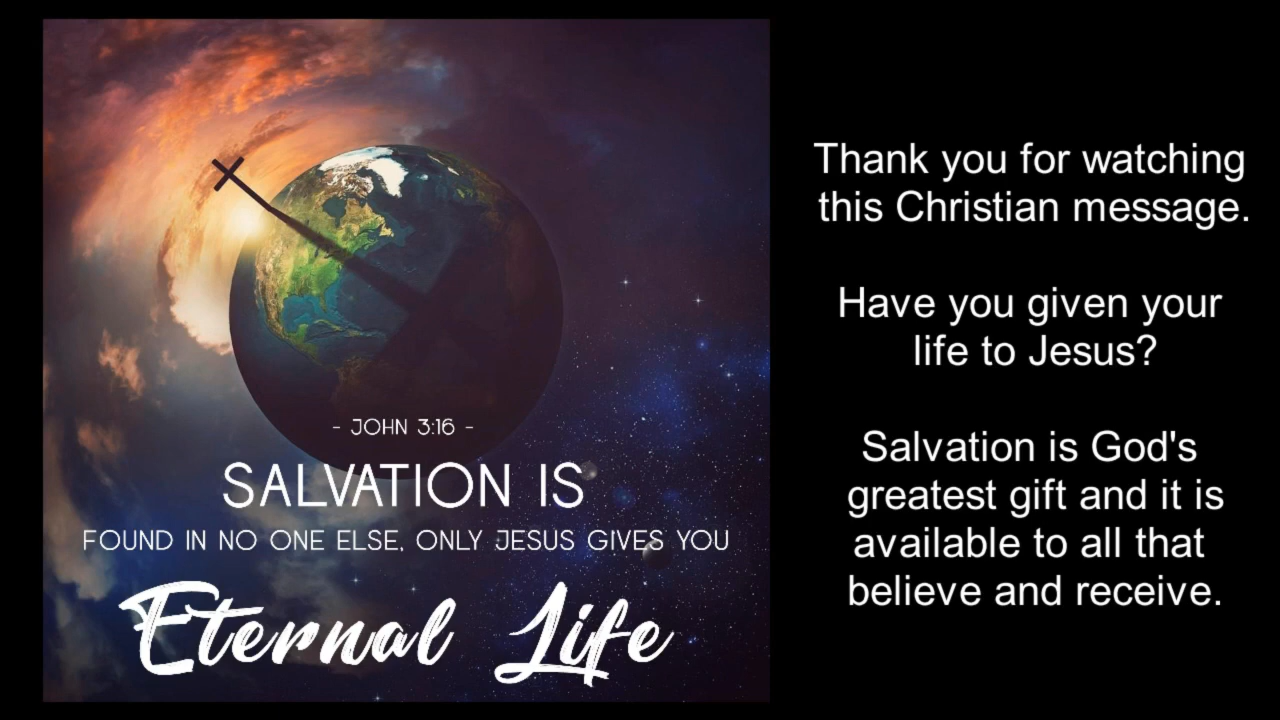 - JOHN 3:16 -
SALVATION IS
FOUND IN NO ONE ELSE, ONLY JESUS GIVES YOU
Eternal Life
Thank you for watching
this Christian message.
Have you given your
life to Jesus?
Salvation is God's
greatest gift and it is
available to all that
believe and receive.